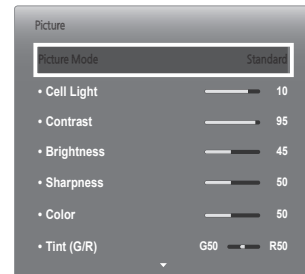 Picture
Picture Mode Standard
• Cell Light 10
• Contrast 95
• Brightness 45
• Sharpness 50
• Color 50
• Tint (G/R) G50 R50